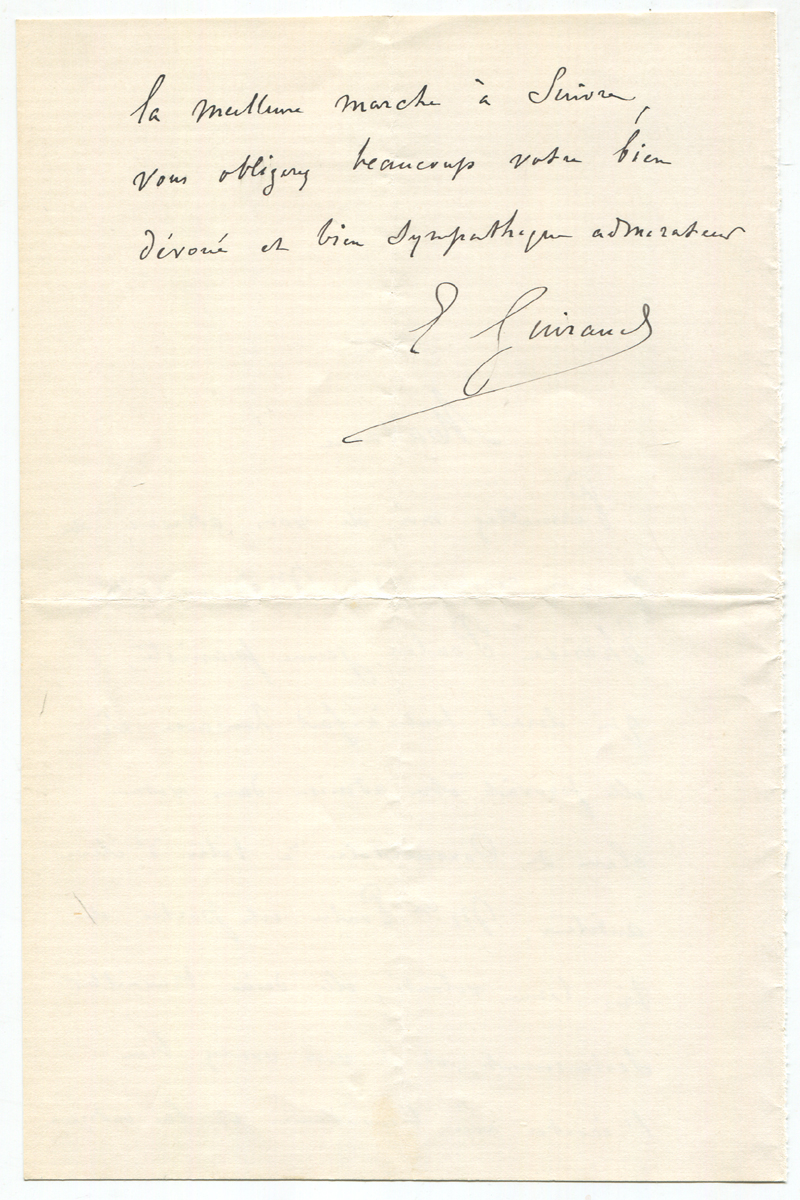 la meilleure marche à suivre,
vous obligerez beaucoup votre bien
dévoué et bien sympathique admirateur
E Guiraud